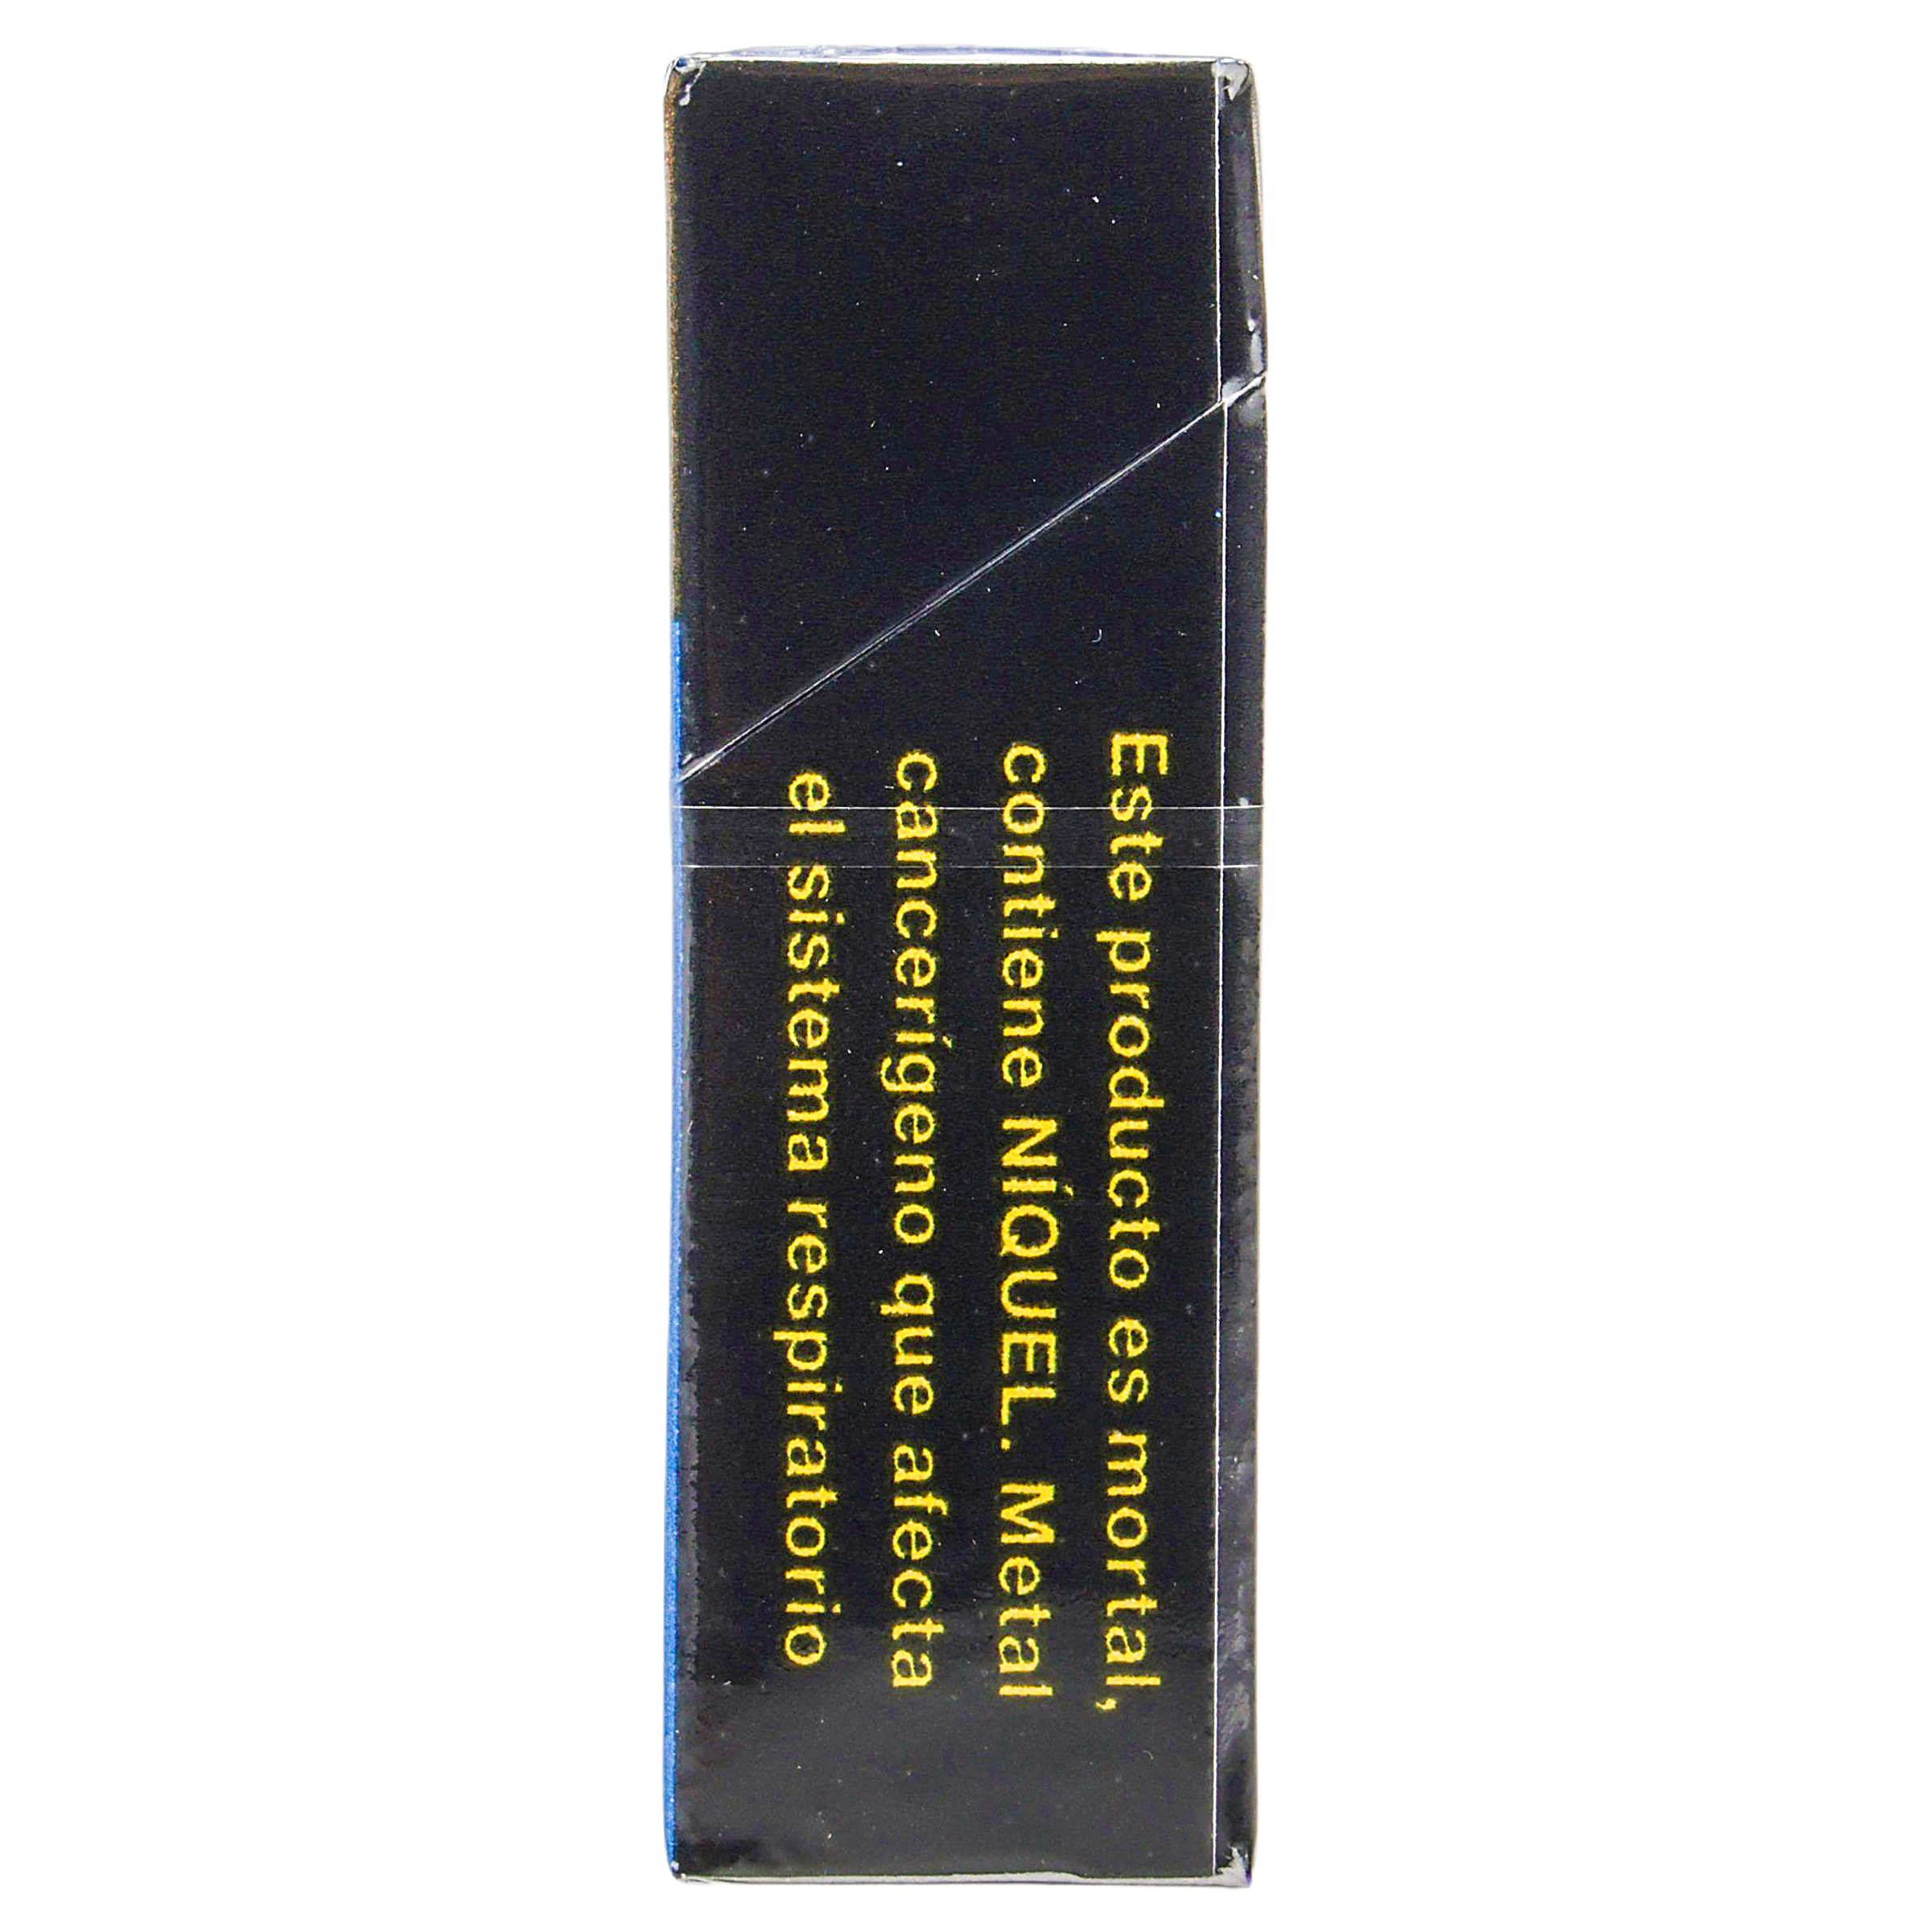 Este producto es mortal,
contiene NÍQUEL. Metal
cancerígeno que afecta
el sistema respiratorio